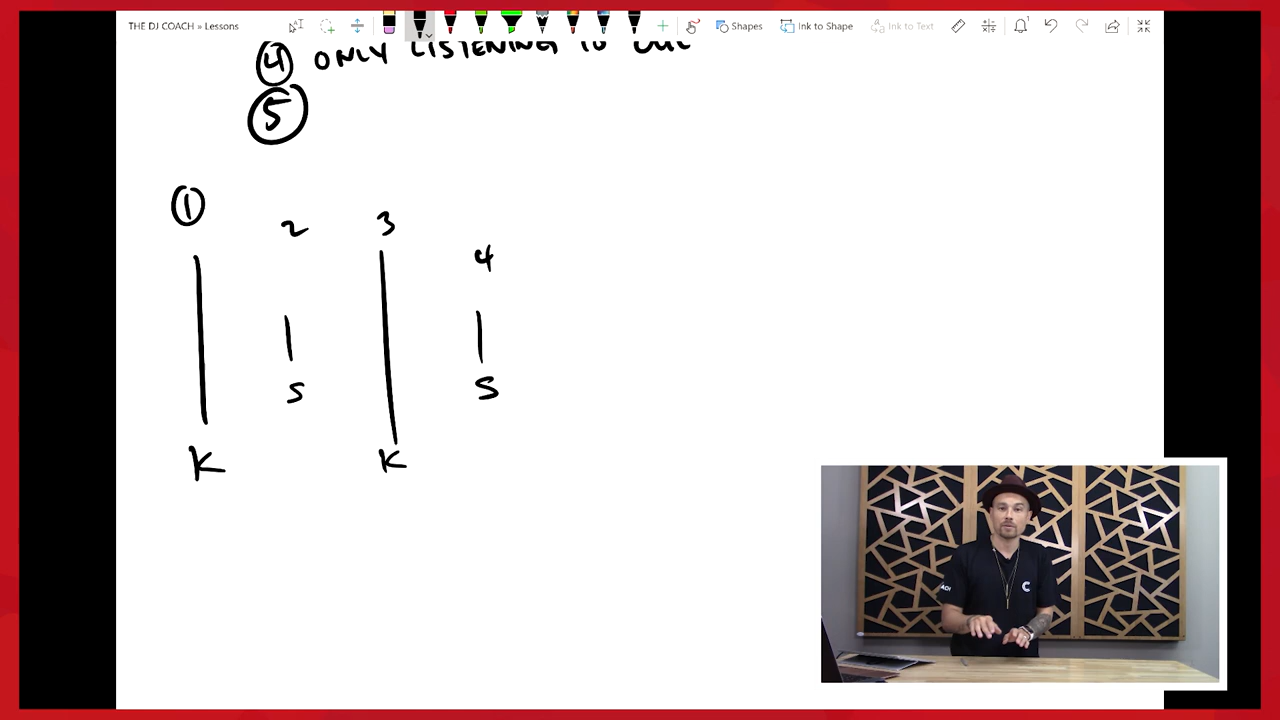 THE DJ COACH » Lessons
Shapes
Ink to Shape
Ink to Text
④ ONLY LISTENING TO CUE
⑤
① 2 3 4
S S
K K
C